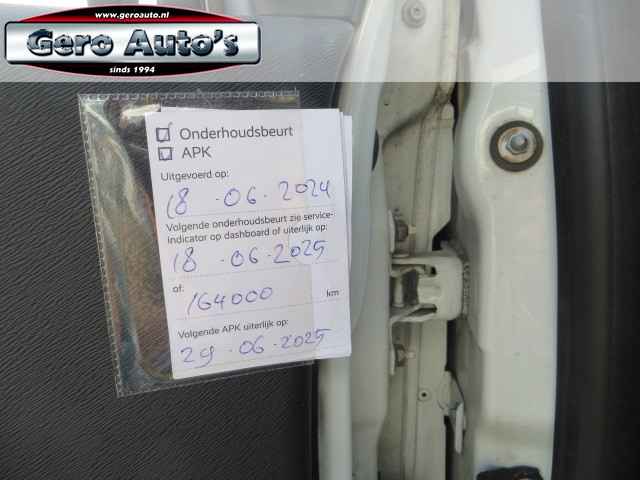 www.geroauto.nl
Gero Auto's
sinds 1994
Onderhoudsbeurt
APK
Uitgevoerd op:
18 .06.2024
Volgende onderhoudsbeurt zie service-
indicator op dashboard of uiterlijk op:
18 .06.2025
of:
164000 km
Volgende APK uiterlijk op:
29.06.2025